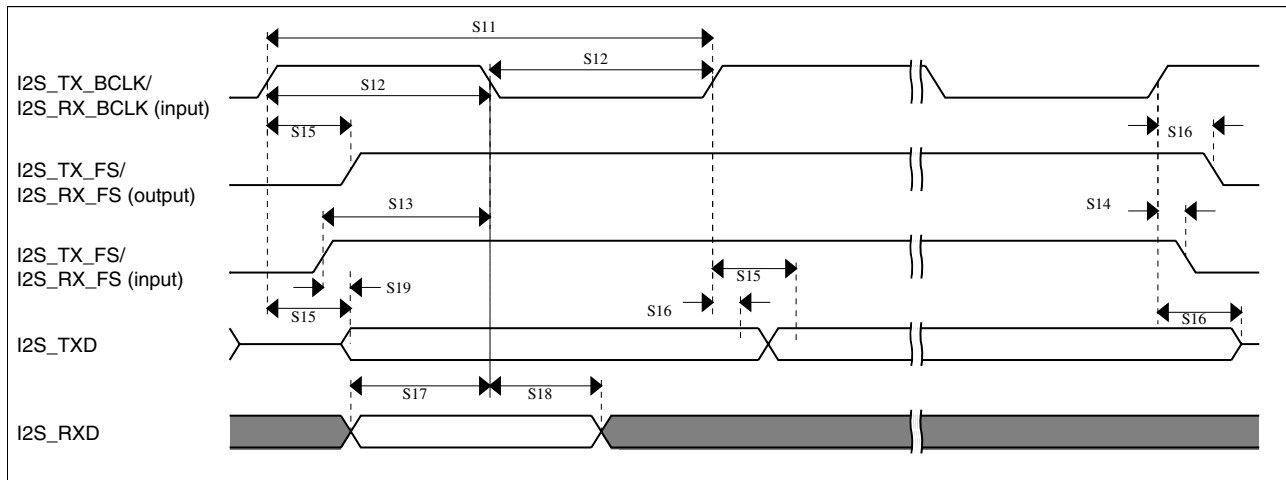 S11
S12
I2S_TX_BCLK/
I2S_RX_BCLK (input)
S12
S15
S16
I2S_TX_FS/
I2S_RX_FS (output)
S13
S14
I2S_TX_FS/
I2S_RX_FS (input)
S15
S19
S16
S15
S16
I2S_TXD
S17
S18
I2S_RXD